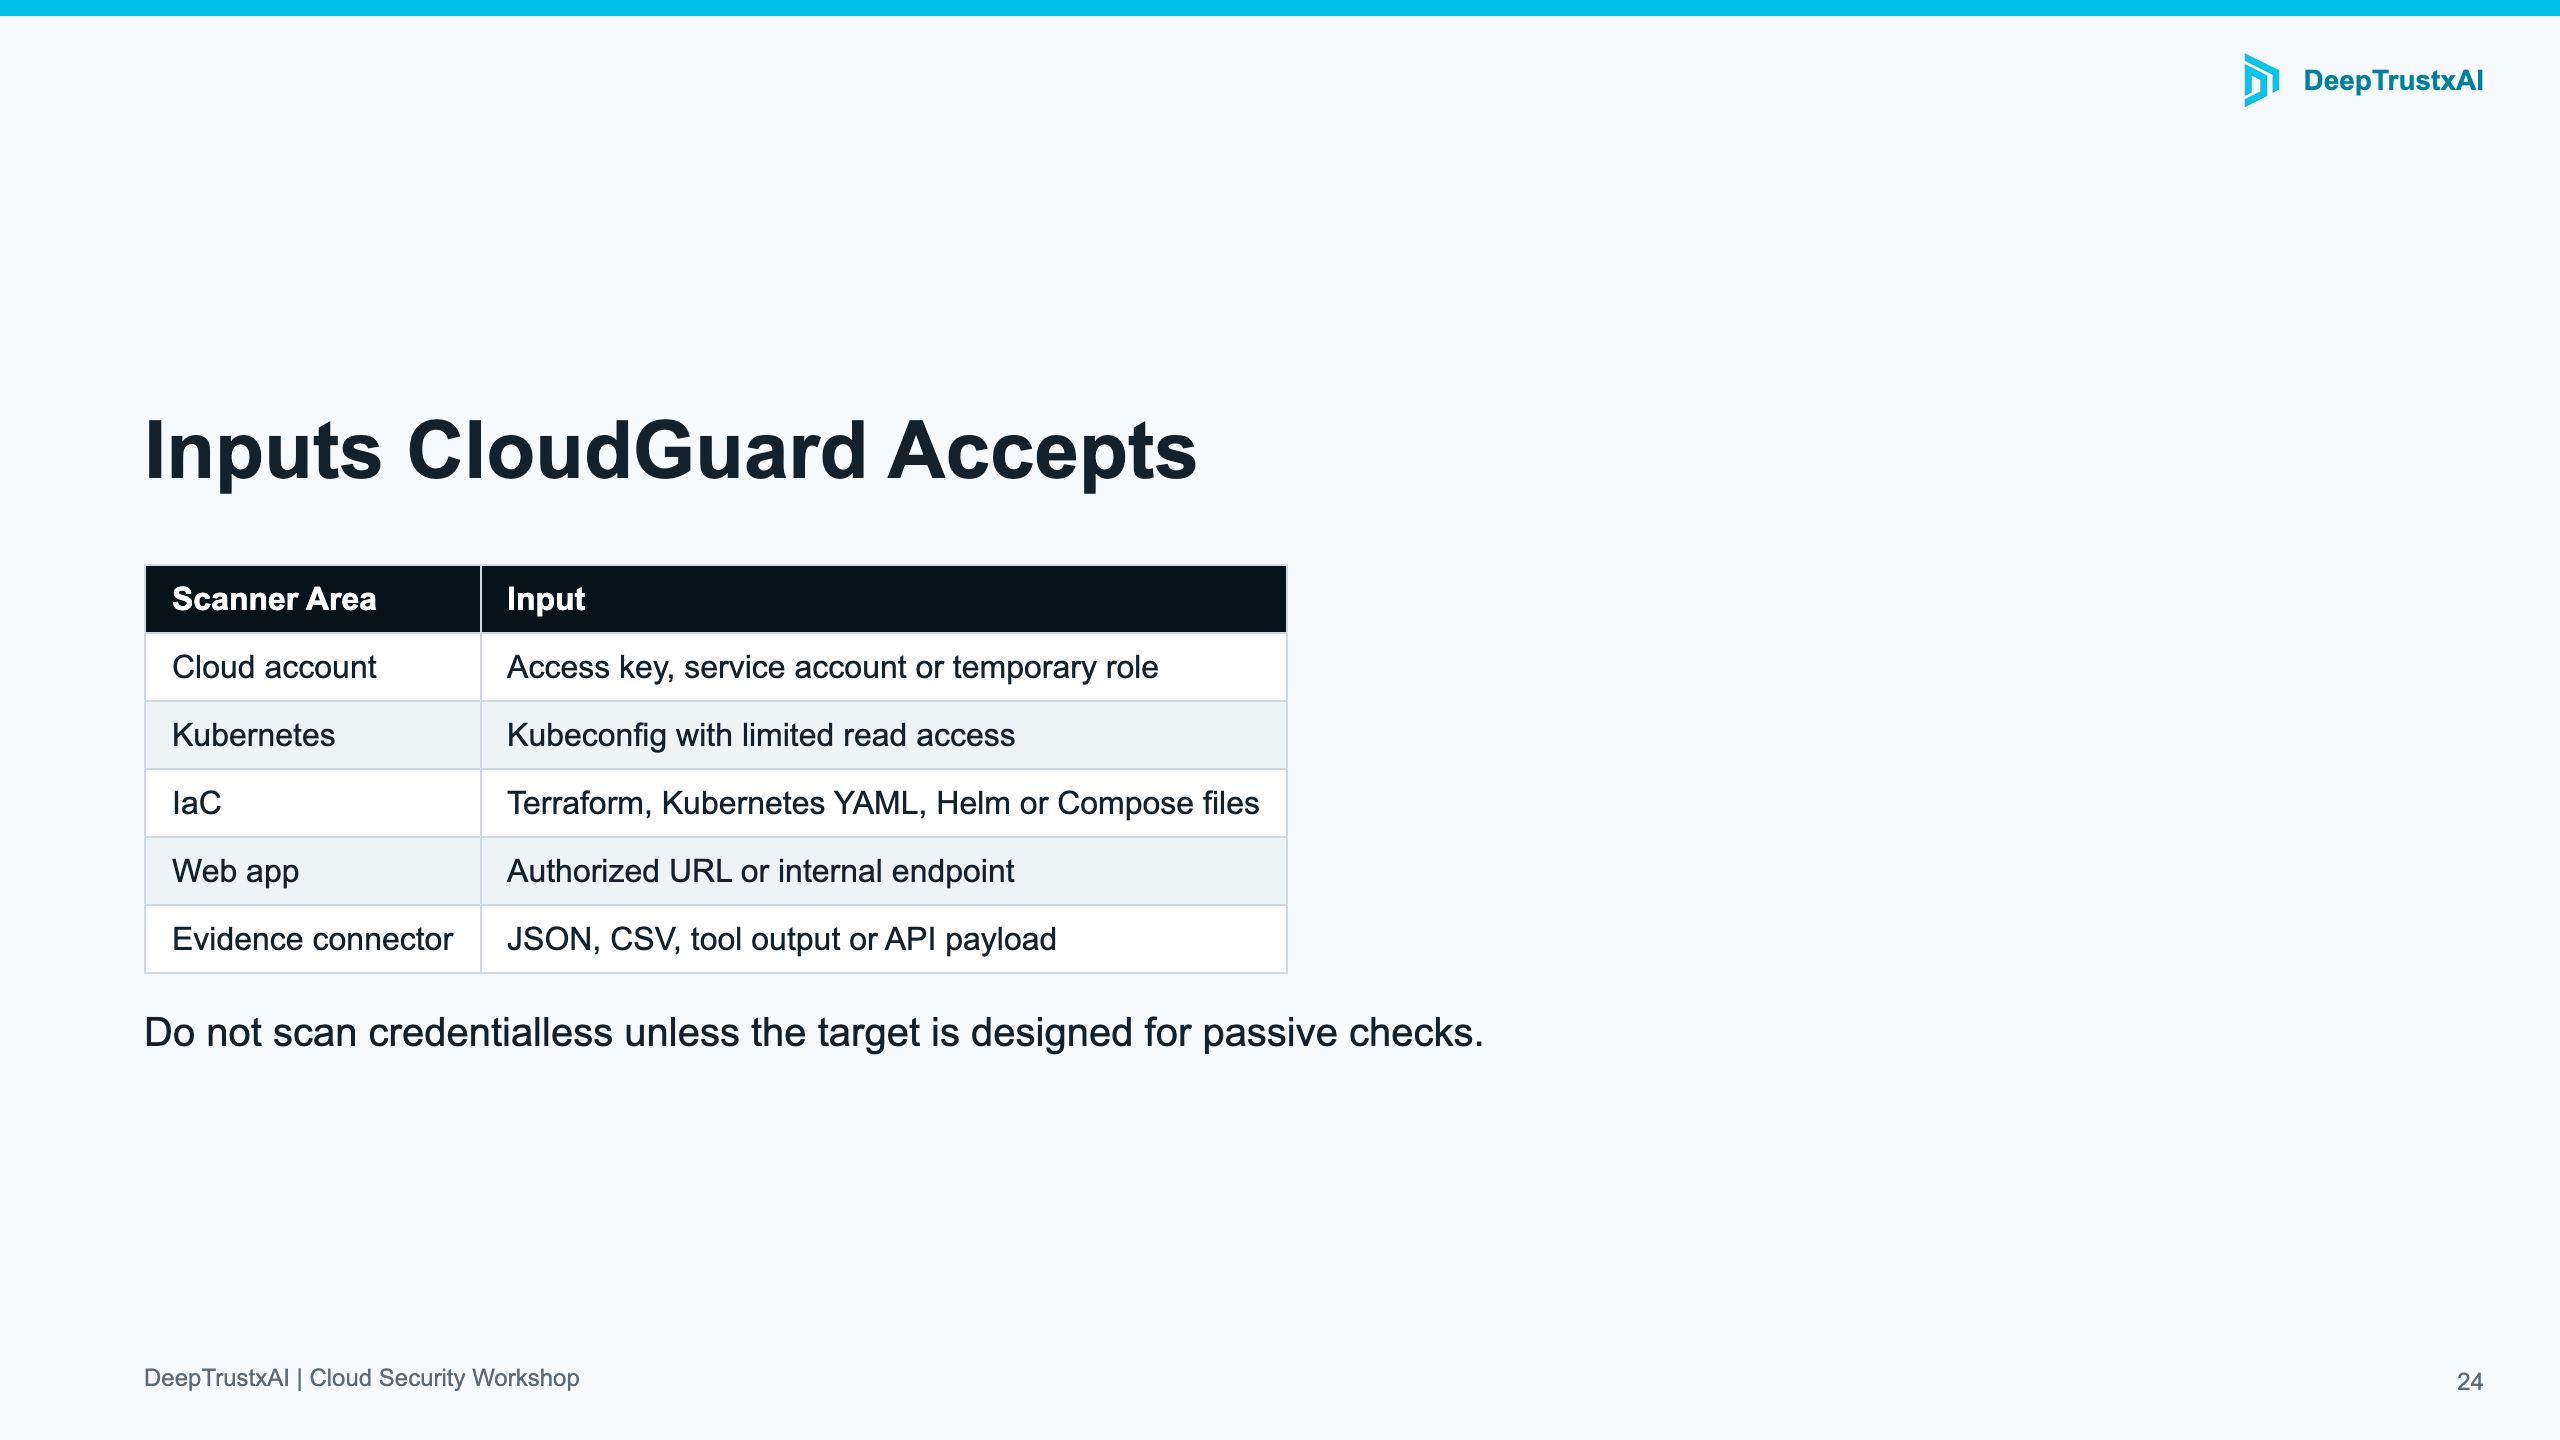 DeepTrustxAI
Inputs CloudGuard Accepts
Scanner Area Input
Cloud account Access key, service account or temporary role
Kubernetes Kubeconfig with limited read access
IaC Terraform, Kubernetes YAML, Helm or Compose files
Web app Authorized URL or internal endpoint
Evidence connector JSON, CSV, tool output or API payload
Do not scan credentialless unless the target is designed for passive checks.
DeepTrustxAI | Cloud Security Workshop
24